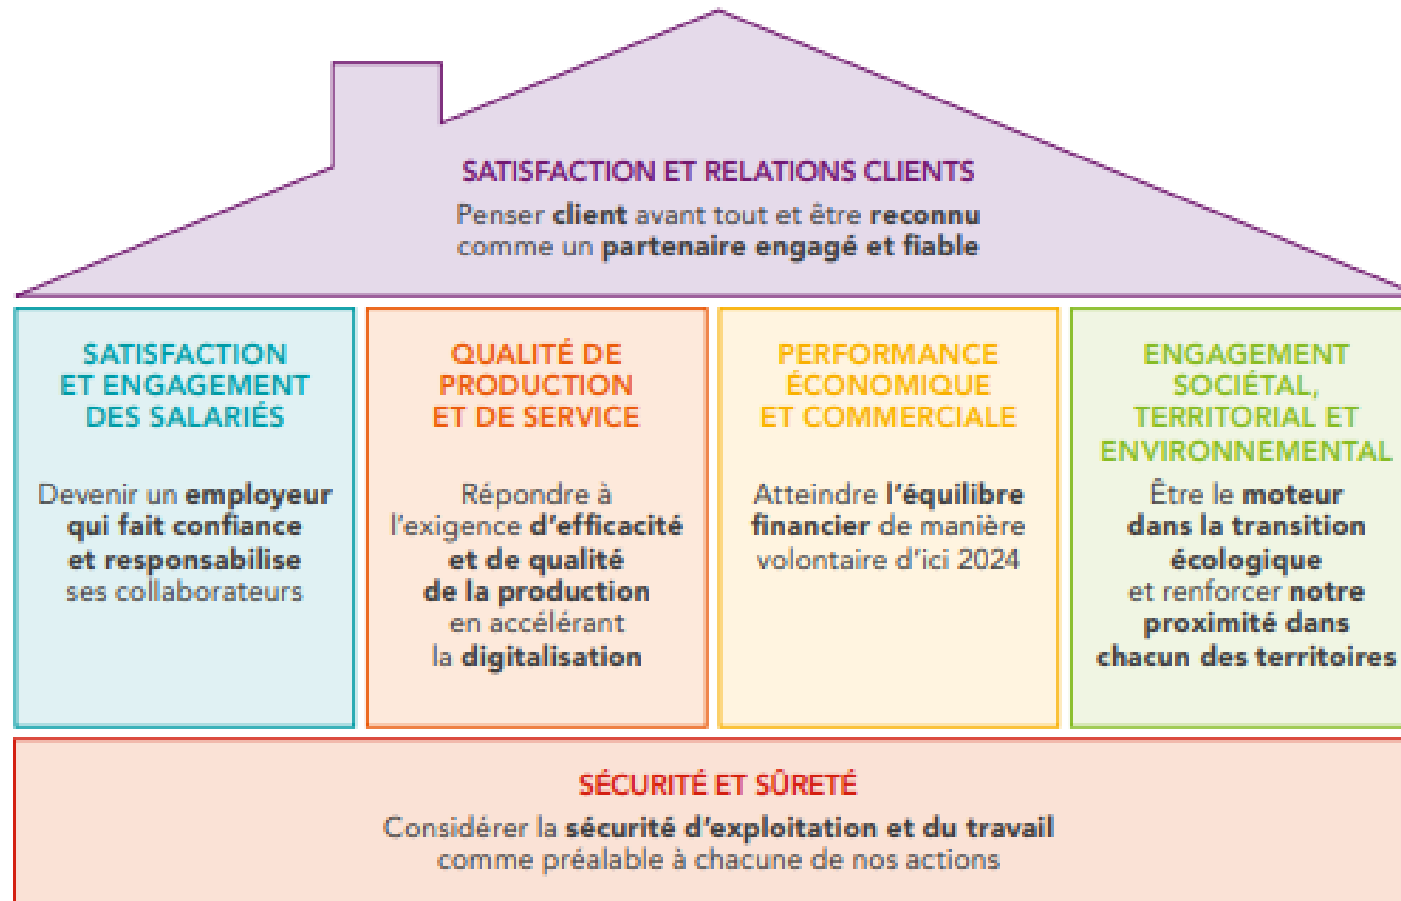 SATISFACTION ET RELATIONS CLIENTS
Penser client avant tout et être reconnu
comme un partenaire engagé et fiable
SATISFACTION
ET ENGAGEMENT
DES SALARIÉS
Devenir un employeur
qui fait confiance
et responsabilise
ses collaborateurs
QUALITÉ DE
PRODUCTION
ET DE SERVICE
Répondre à
l'exigence d'efficacité
et de qualité
de la production
en accélérant
la digitalisation
PERFORMANCE
ÉCONOMIQUE
ET COMMERCIALE
Atteindre l'équilibre
financier de manière
volontaire d'ici 2024
ENGAGEMENT
SOCIÉTAL,
TERRITORIAL ET
ENVIRONNEMENTAL
Être le moteur
dans la transition
écologique
et renforcer notre
proximité dans
chacun des territoires
SÉCURITÉ ET SÛRETÉ
Considérer la sécurité d'exploitation et du travail
comme préalable à chacune de nos actions